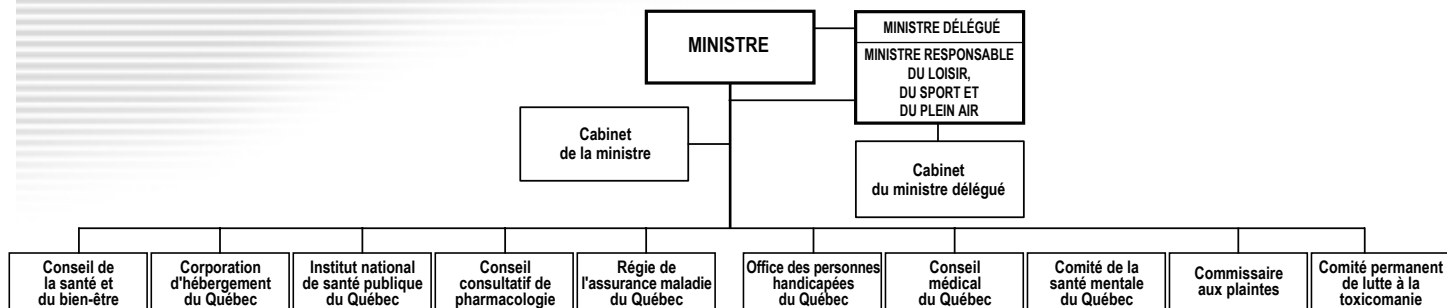 MINISTRE
MINISTRE DÉLÉGUÉ
MINISTRE RESPONSABLE
DU LOISIR,
DU SPORT ET
DU PLEIN AIR
Cabinet
de la ministre
Cabinet
du ministre délégué
Conseil de
la santé et
du bien-être
Corporation
d'hébergement
du Québec
Institut national
de santé publique
du Québec
Conseil
consultatif de
pharmacologie
Régie de
l'assurance maladie
du Québec
Office des personnes
handicapées
du Québec
Conseil
médical
du Québec
Comité de la
santé mentale
du Québec
Commissaire
aux plaintes
Comité permanent
de lutte à la
toxicomanie